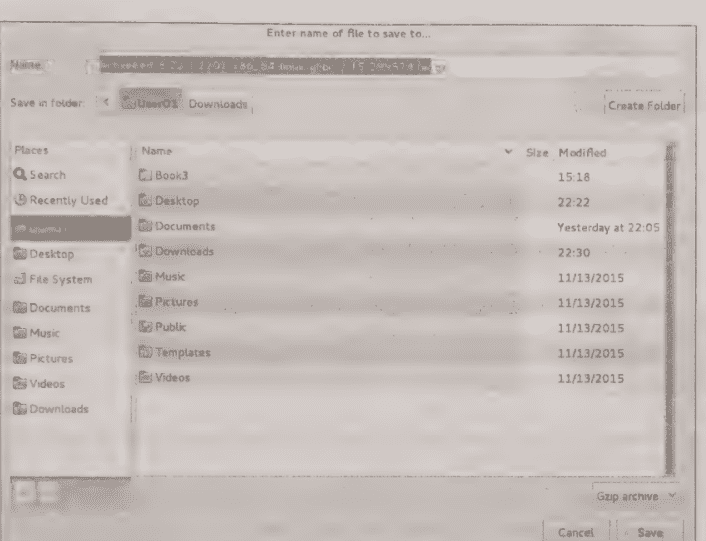 Enter name of file to save to...
Name
Save in folder: < User01 Downloads
Create Folder
Places
Search
Recently Used
Desktop
File System
Documents
Music
Pictures
Videos
Downloads
Name Size Modified
Book3 15:18
Desktop 22:22
Documents Yesterday at 22:05
Downloads 22:30
Music 11/13/2015
Pictures 11/13/2015
Public 11/13/2015
Templates 11/13/2015
Videos 11/13/2015
Gzip archive
Cancel Save